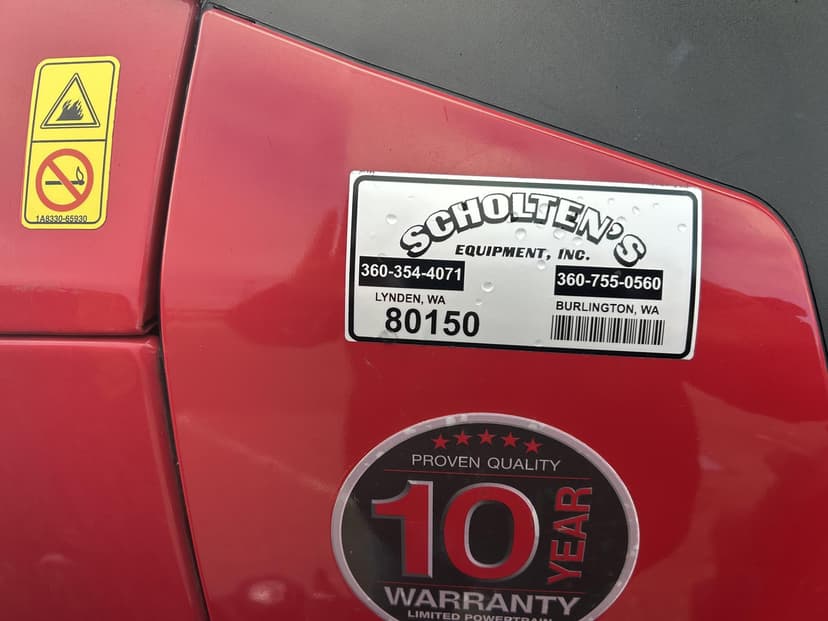 1A8330-65930
SCHOLTEN'S
EQUIPMENT, INC.
360-354-4071
360-755-0560
LYNDEN, WA
BURLINGTON, WA
80150
PROVEN QUALITY
10
YEAR
WARRANTY
LIMITED POWERTRAIN